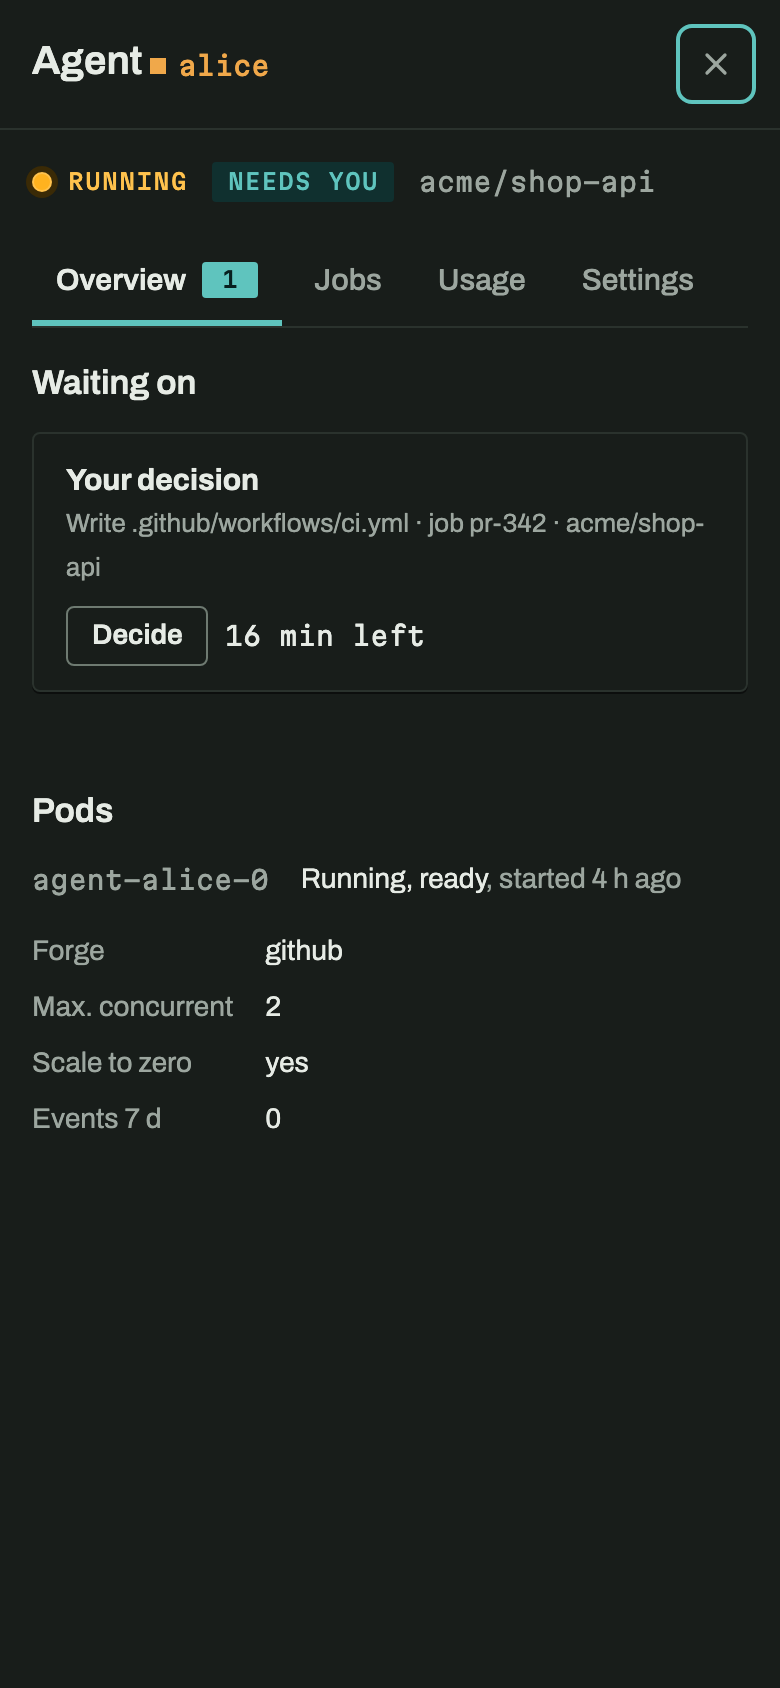 Agent alice
RUNNING NEEDS YOU acme/shop-api
Overview 1 Jobs Usage Settings
Waiting on
Your decision
Write .github/workflows/ci.yml · job pr-342 · acme/shop-
api
Decide 16 min left
Pods
agent-alice-0 Running, ready, started 4 h ago
Forge github
Max. concurrent 2
Scale to zero yes
Events 7 d 0